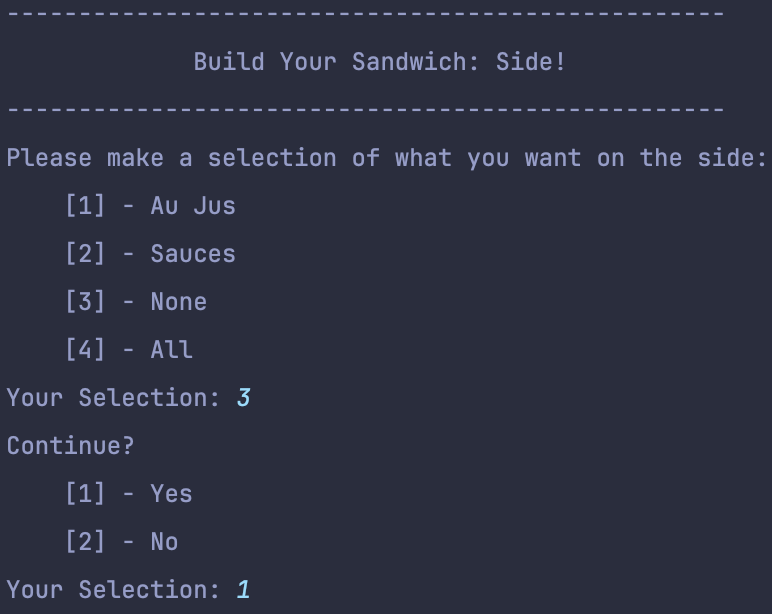 --------------------------------------------------
Build Your Sandwich: Side!
--------------------------------------------------
Please make a selection of what you want on the side:
[1] - Au Jus
[2] - Sauces
[3] - None
[4] - All
Your Selection: 3
Continue?
[1] - Yes
[2] - No
Your Selection: 1